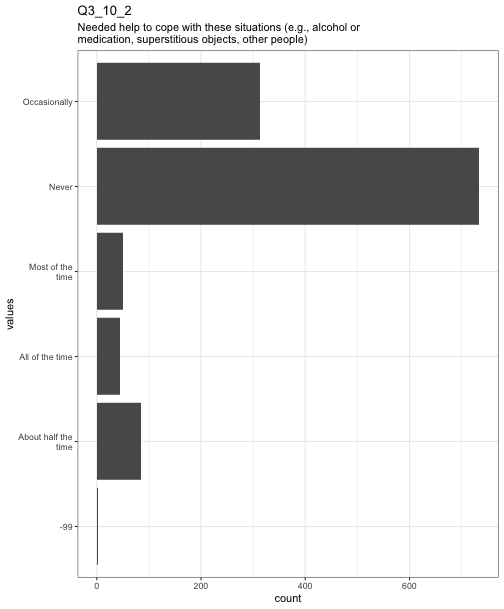 Q3_10_2
Needed help to cope with these situations (e.g., alcohol or
medication, superstitious objects, other people)
Occasionally
Never
Most of the
time
All of the time
About half the
time
-99
values
0 200 400 600
count